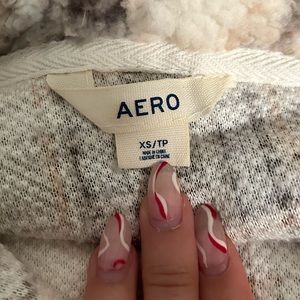 AERO
XS/TP
MADE IN CHINA
FABRIQUÉ EN CHINE